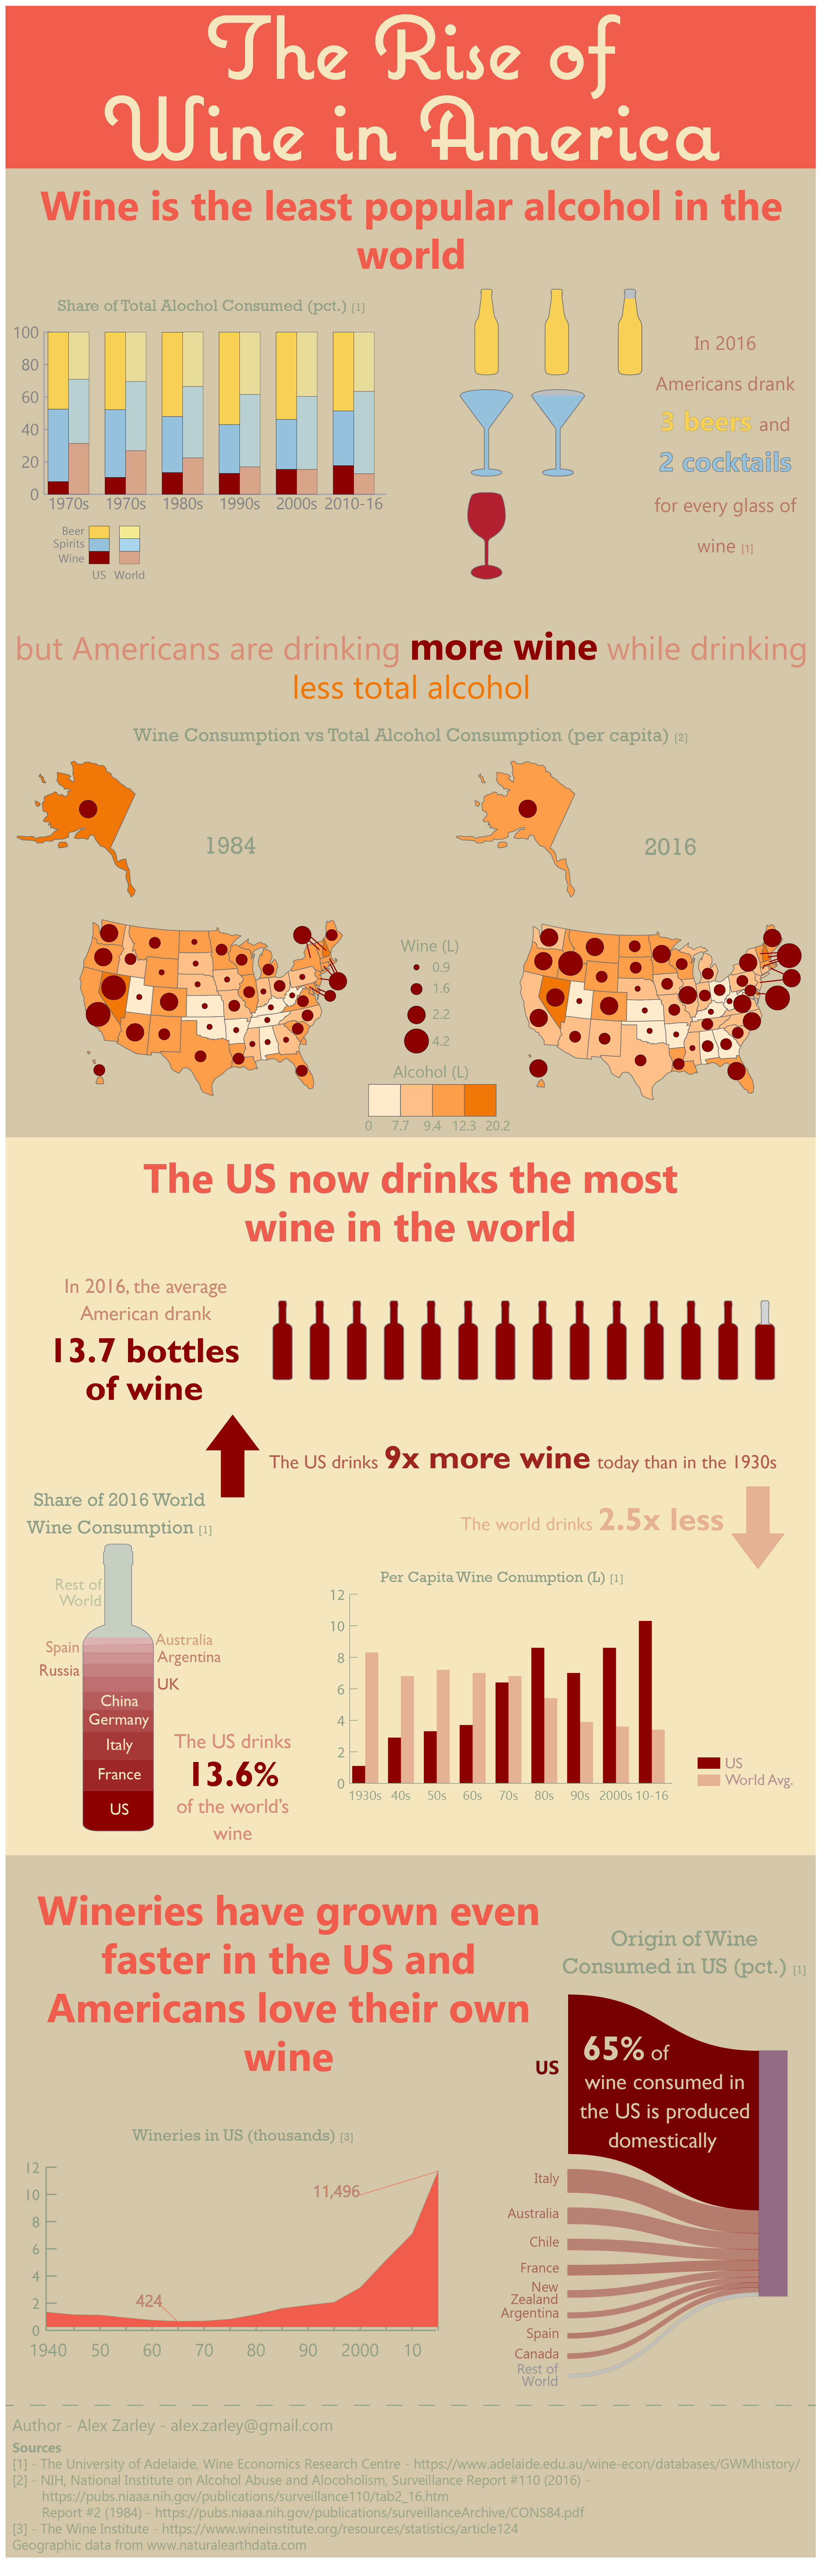 The Rise of
Wine in America
Wine is the least popular alcohol in the
world
Share of Total Alochol Consumed (pct.) [1]
100
80
60
40
20
0
1970s 1970s 1980s 1990s 2000s 2010-16
Beer
Spirits
Wine
US World
In 2016
Americans drank
3 beers and
2 cocktails
for every glass of
wine [1]
but Americans are drinking more wine while drinking
less total alcohol
Wine Consumption vs Total Alcohol Consumption (per capita) [2]
1984
2016
Wine (L)
0.9
1.6
2.2
4.2
Alcohol (L)
0 7.7 9.4 12.3 20.2
The US now drinks the most
wine in the world
In 2016, the average
American drank
13.7 bottles
of wine
The US drinks 9x more wine today than in the 1930s
The world drinks 2.5x less
Share of 2016 World
Wine Consumption [1]
Rest of
World
Spain
Australia
Argentina
Russia
UK
China
Germany
Italy
France
US
The US drinks
13.6%
of the world's
wine
Per Capita Wine Conumption (L) [1]
12
10
8
6
4
2
0
1930s 40s 50s 60s 70s 80s 90s 2000s 10-16
US
World Avg.
Wineries have grown even
faster in the US and
Americans love their own
wine
Wineries in US (thousands) [3]
12
10
8
6
4
2
0
11,496
424
1940 50 60 70 80 90 2000 10
Origin of Wine
Consumed in US (pct.) [1]
US
65% of
wine consumed in
the US is produced
domestically
Italy
Australia
Chile
France
New
Zealand
Argentina
Spain
Canada
Rest of
World
Author - Alex Zarley - alex.zarley@gmail.com
Sources
[1] - The University of Adelaide, Wine Economics Research Centre - https://www.adelaide.edu.au/wine-econ/databases/GWMhistory/
[2] - NIH, National Institute on Alcohol Abuse and Alocoholism, Surveillance Report #110 (2016) -
https://pubs.niaaa.nih.gov/publications/surveillance110/tab2_16.htm
Report #2 (1984) - https://pubs.niaaa.nih.gov/publications/surveillanceArchive/CONS84.pdf
[3] - The Wine Institute - https://www.wineinstitute.org/resources/statistics/article124
Geographic data from www.naturalearthdata.com